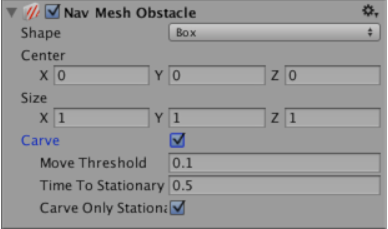 Nav Mesh Obstacle
Shape Box
Center
X 0 Y 0 Z 0
Size
X 1 Y 1 Z 1
Carve
Move Threshold 0.1
Time To Stationary 0.5
Carve Only Stationa